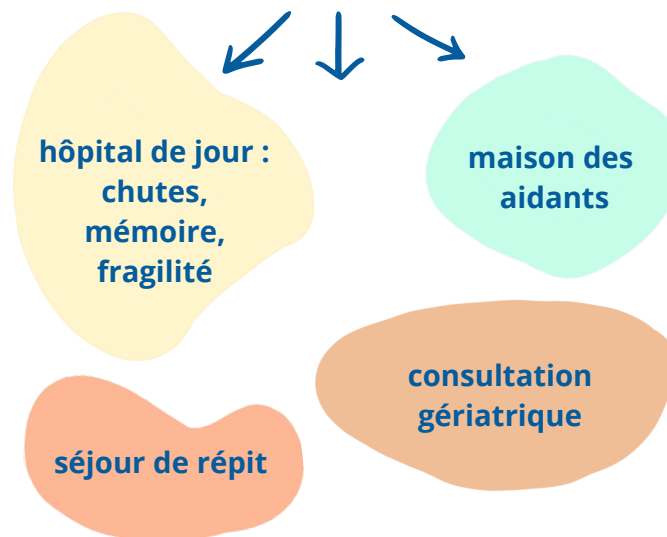 hôpital de jour :
chutes,
mémoire,
fragilité
maison des
aidants
consultation
gériatrique
séjour de répit